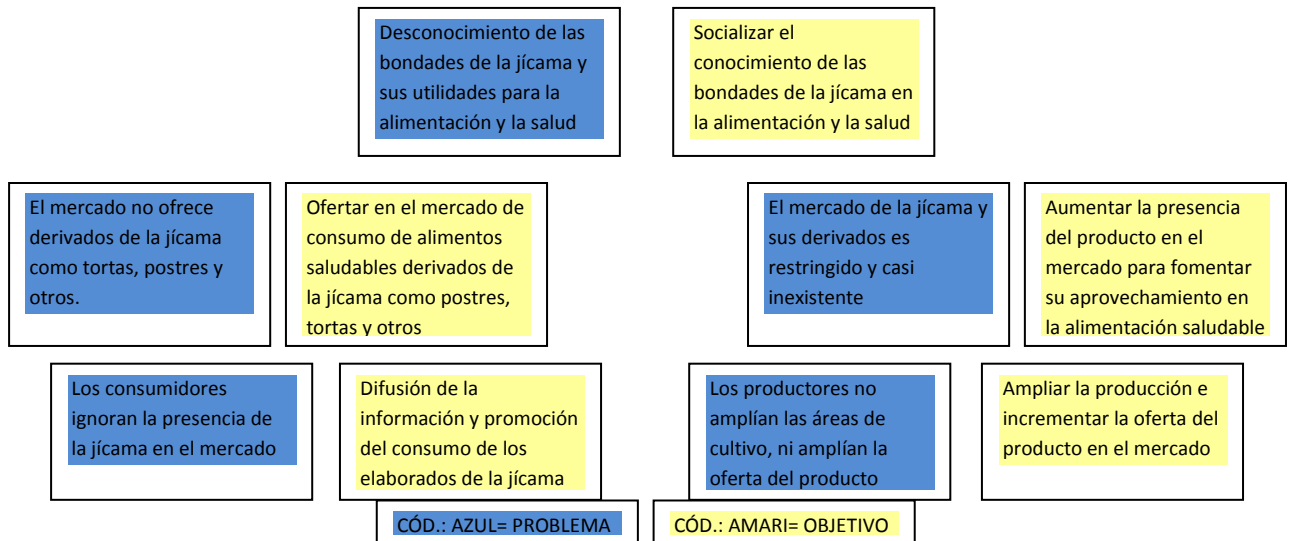 Desconocimiento de las
bondades de la jícama y
sus utilidades para la
alimentación y la salud
Socializar el
conocimiento de las
bondades de la jícama en
la alimentación y la salud
El mercado no ofrece
derivados de la jícama
como tortas, postres y
otros.
Ofertar en el mercado de
consumo de alimentos
saludables derivados de
la jícama como postres,
tortas y otros
El mercado de la jícama y
sus derivados es
restringido y casi
inexistente
Aumentar la presencia
del producto en el
mercado para fomentar
su aprovechamiento en
la alimentación saludable
Los consumidores
ignoran la presencia de
la jícama en el mercado
Difusión de la
información y promoción
del consumo de los
elaborados de la jícama
Los productores no
amplían las áreas de
cultivo, ni amplían la
oferta del producto
Ampliar la producción e
incrementar la oferta del
producto en el mercado
CÓD.: AZUL= PROBLEMA
CÓD.: AMARI= OBJETIVO